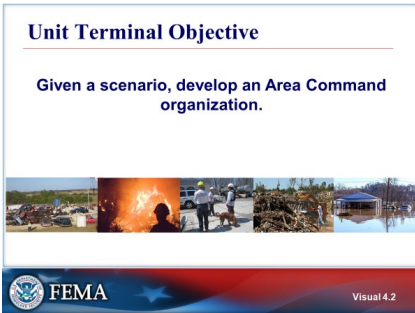 Unit Terminal Objective
Given a scenario, develop an Area Command
organization.
FEMA
Visual 4.2